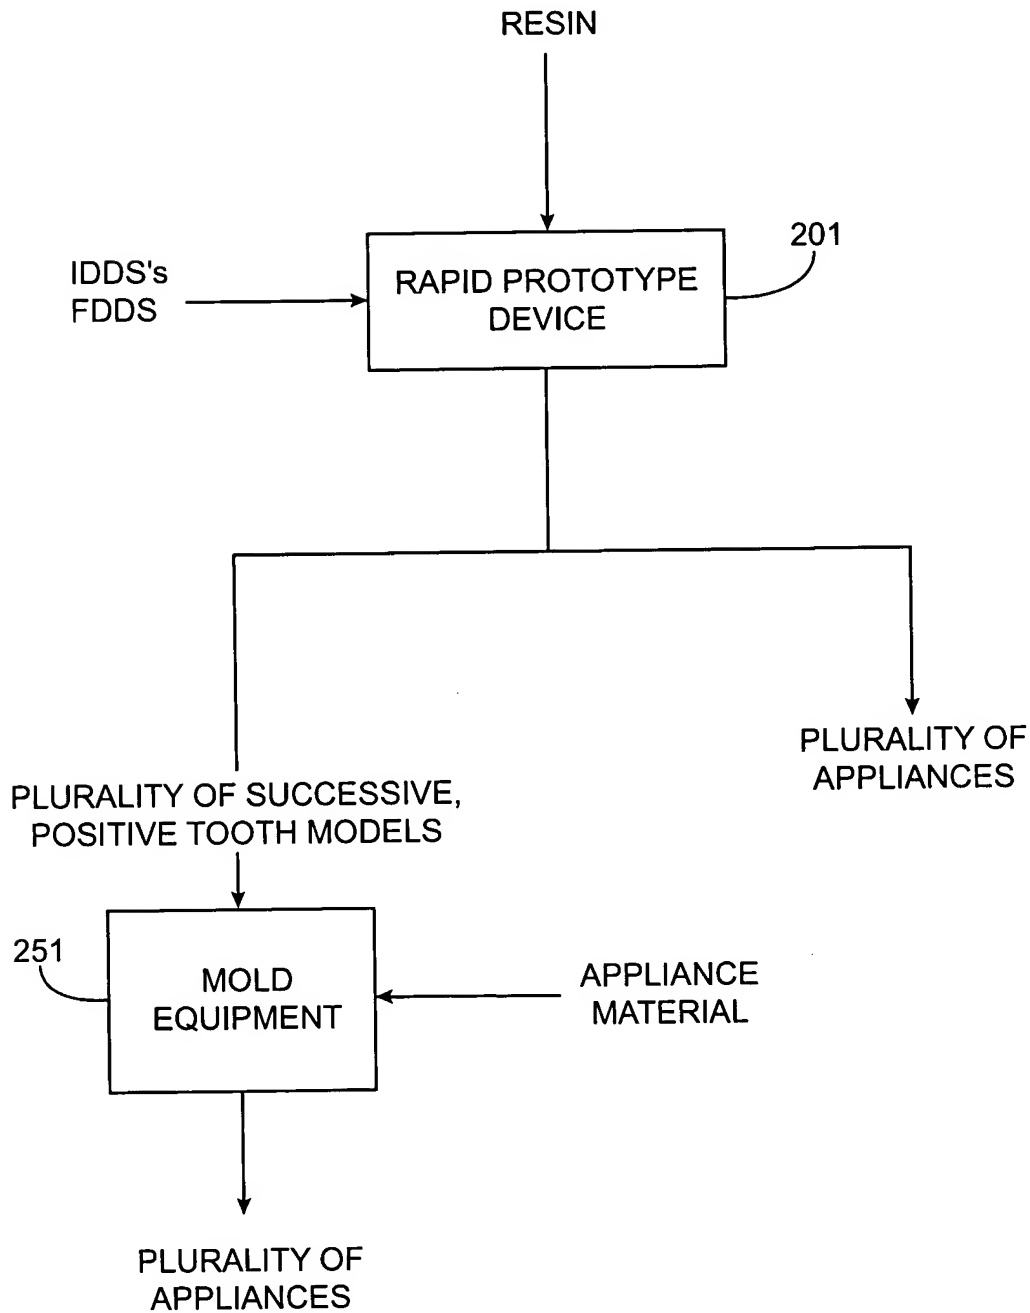 RESIN
201
IDDS's
FDDS
RAPID PROTOTYPE
DEVICE
PLURALITY OF
APPLIANCES
PLURALITY OF SUCCESSIVE,
POSITIVE TOOTH MODELS
251
MOLD
EQUIPMENT
APPLIANCE
MATERIAL
PLURALITY OF
APPLIANCES